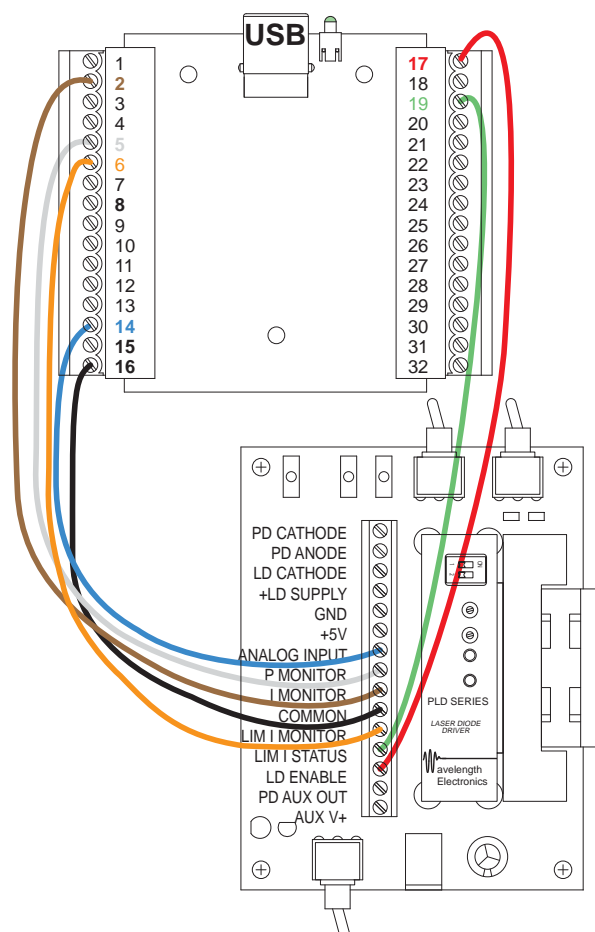 USB
1
2
3
4
5
6
7
8
9
10
11
12
13
14
15
16
17
18
19
20
21
22
23
24
25
26
27
28
29
30
31
32
PD CATHODE
PD ANODE
LD CATHODE
+LD SUPPLY
GND
+5V
ANALOG INPUT
P MONITOR
I MONITOR
COMMON
LIM I MONITOR
LIM I STATUS
LD ENABLE
PD AUX OUT
AUX V+
PLD SERIES
LASER DIODE
DRIVER
avelength
Electronics